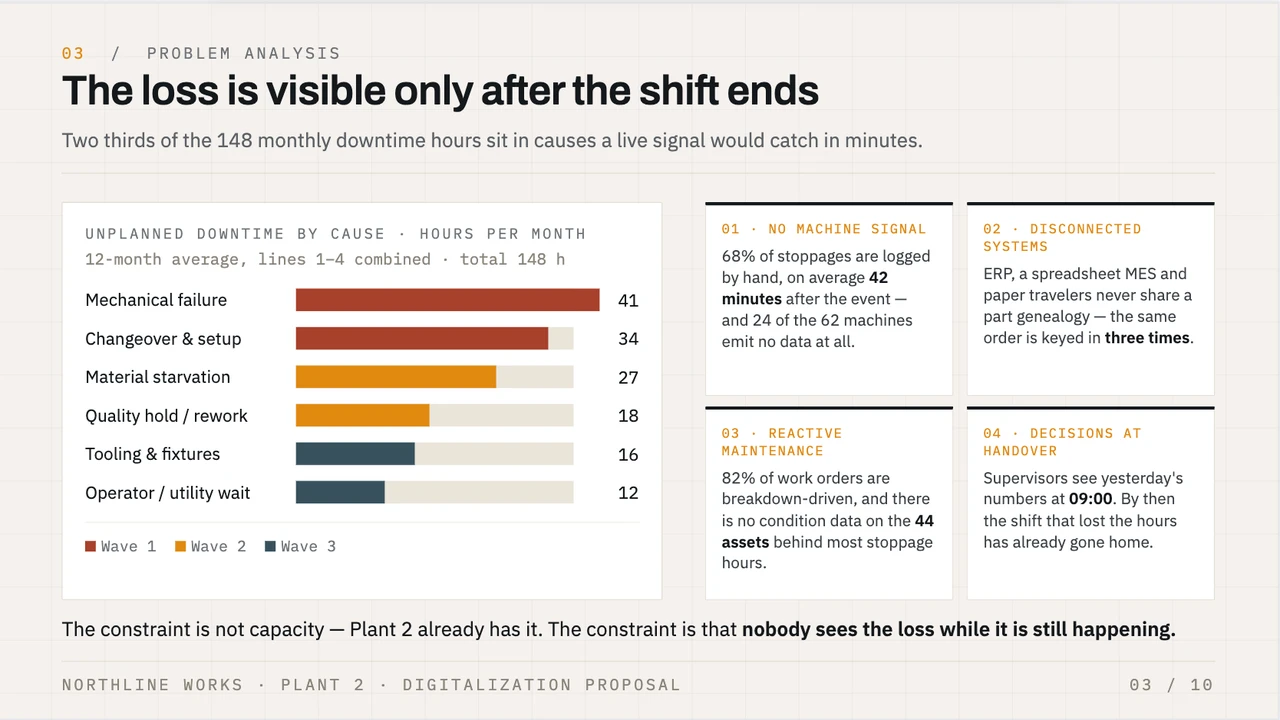 03 / PROBLEM ANALYSIS
The loss is visible only after the shift ends
Two thirds of the 148 monthly downtime hours sit in causes a live signal would catch in minutes.
UNPLANNED DOWNTIME BY CAUSE · HOURS PER MONTH
12-month average, lines 1–4 combined · total 148 h
Mechanical failure 41
Changeover & setup 34
Material starvation 27
Quality hold / rework 18
Tooling & fixtures 16
Operator / utility wait 12
Wave 1 Wave 2 Wave 3
01 · NO MACHINE SIGNAL
68% of stoppages are logged
by hand, on average 42
minutes after the event —
and 24 of the 62 machines
emit no data at all.
02 · DISCONNECTED
SYSTEMS
ERP, a spreadsheet MES and
paper travelers never share a
part genealogy — the same
order is keyed in three times.
03 · REACTIVE
MAINTENANCE
82% of work orders are
breakdown-driven, and there
is no condition data on the 44
assets behind most stoppage
hours.
04 · DECISIONS AT
HANDOVER
Supervisors see yesterday's
numbers at 09:00. By then
the shift that lost the hours
has already gone home.
The constraint is not capacity — Plant 2 already has it. The constraint is that nobody sees the loss while it is still happening.
NORTHLINE WORKS · PLANT 2 · DIGITALIZATION PROPOSAL
03 / 10